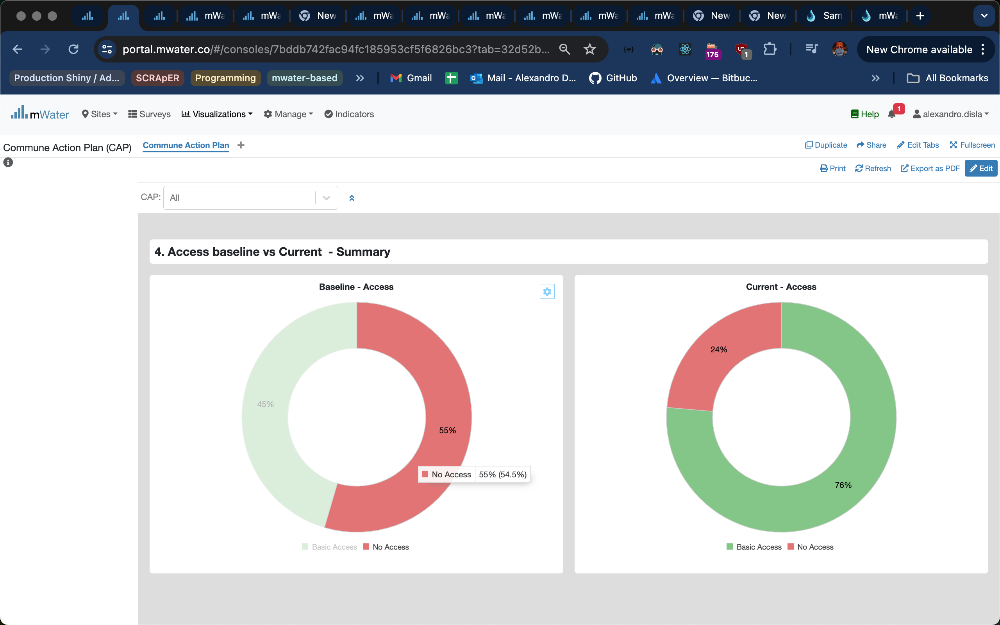 mWa
mWa
New
mWa
mWa
mWa
mWa
mWa
mWa
New
New
Sam
mWa
portal.mwater.co/#/consoles/7bddb742fac94fc185953cf5f6826bc3?tab=32d52b...
{≡}
175
UD
1
New Chrome available
Production Shiny / Ad...
SCRApER
Programming
mwater-based
Gmail
Mail - Alexandro D...
GitHub
Overview — Bitbuc...
All Bookmarks
mWater
Sites
Surveys
Visualizations
Manage
Indicators
Help
1
alexandro.disla
Commune Action Plan (CAP)
Commune Action Plan
Duplicate
Share
Edit Tabs
Fullscreen
Print
Refresh
Export as PDF
Edit
CAP:
All
4. Access baseline vs Current - Summary
Baseline - Access
45%
55%
No Access 55% (54.5%)
Basic Access
No Access
Current - Access
24%
76%
Basic Access
No Access